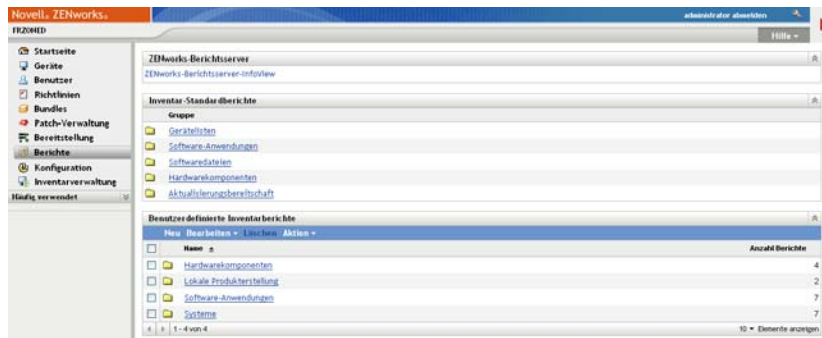 Novell® ZENworks®
administrator abmelden
FRZONED
Hilfe
Startseite
Geräte
Benutzer
Richtlinien
Bundles
Patch-Verwaltung
Bereitstellung
Berichte
Konfiguration
Inventarverwaltung
Häufig verwendet
ZENworks-Berichtsserver
ZENworks-Berichtsserver-InfoView
Inventar-Standardberichte
Gruppe
Gerätelisten
Software-Anwendungen
Softwaredateien
Hardwarekomponenten
Aktualisierungsbereitschaft
Benutzerdefinierte Inventarberichte
Neu Bearbeiten Löschen Aktion
Name Anzahl Berichte
Hardwarekomponenten 4
Lokale Produkterstellung 2
Software-Anwendungen 7
Systeme 7
1 - 4 von 4 10 Elemente anzeigen